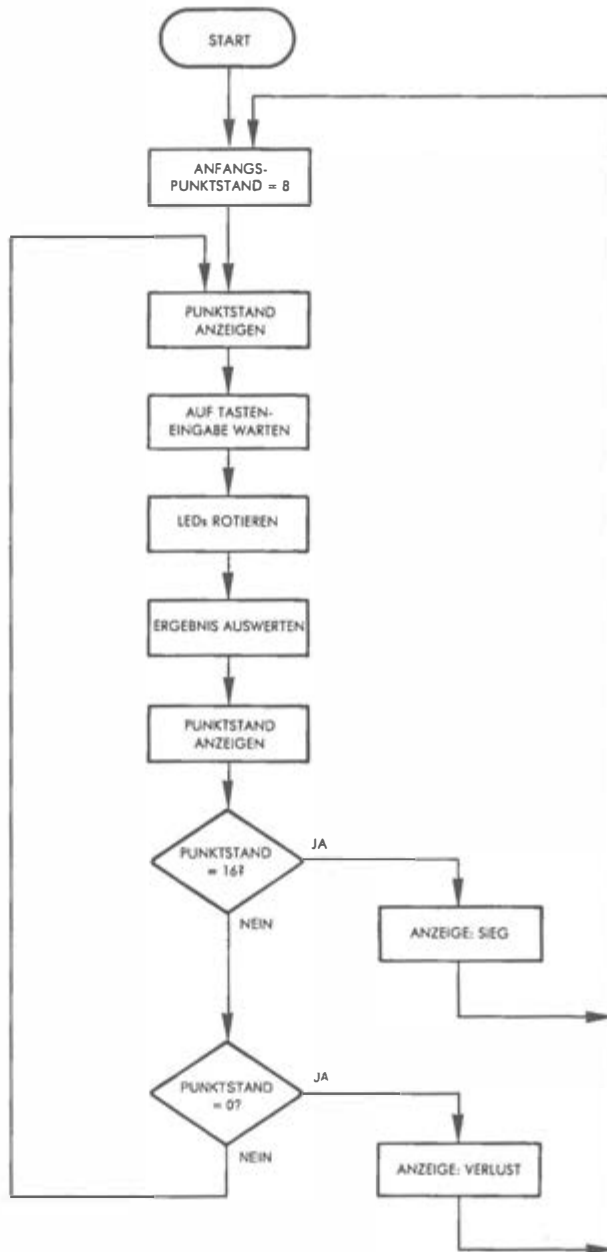 START
ANFANGS-
PUNKTSTAND = 8
PUNKTSTAND
ANZEIGEN
AUF TASTEN-
EINGABE WARTEN
LEDs ROTIEREN
ERGEBNIS AUSWERTEN
PUNKTSTAND
ANZEIGEN
PUNKTSTAND
= 16?
JA
NEIN
ANZEIGE: SIEG
PUNKTSTAND
= 0?
JA
NEIN
ANZEIGE: VERLUST